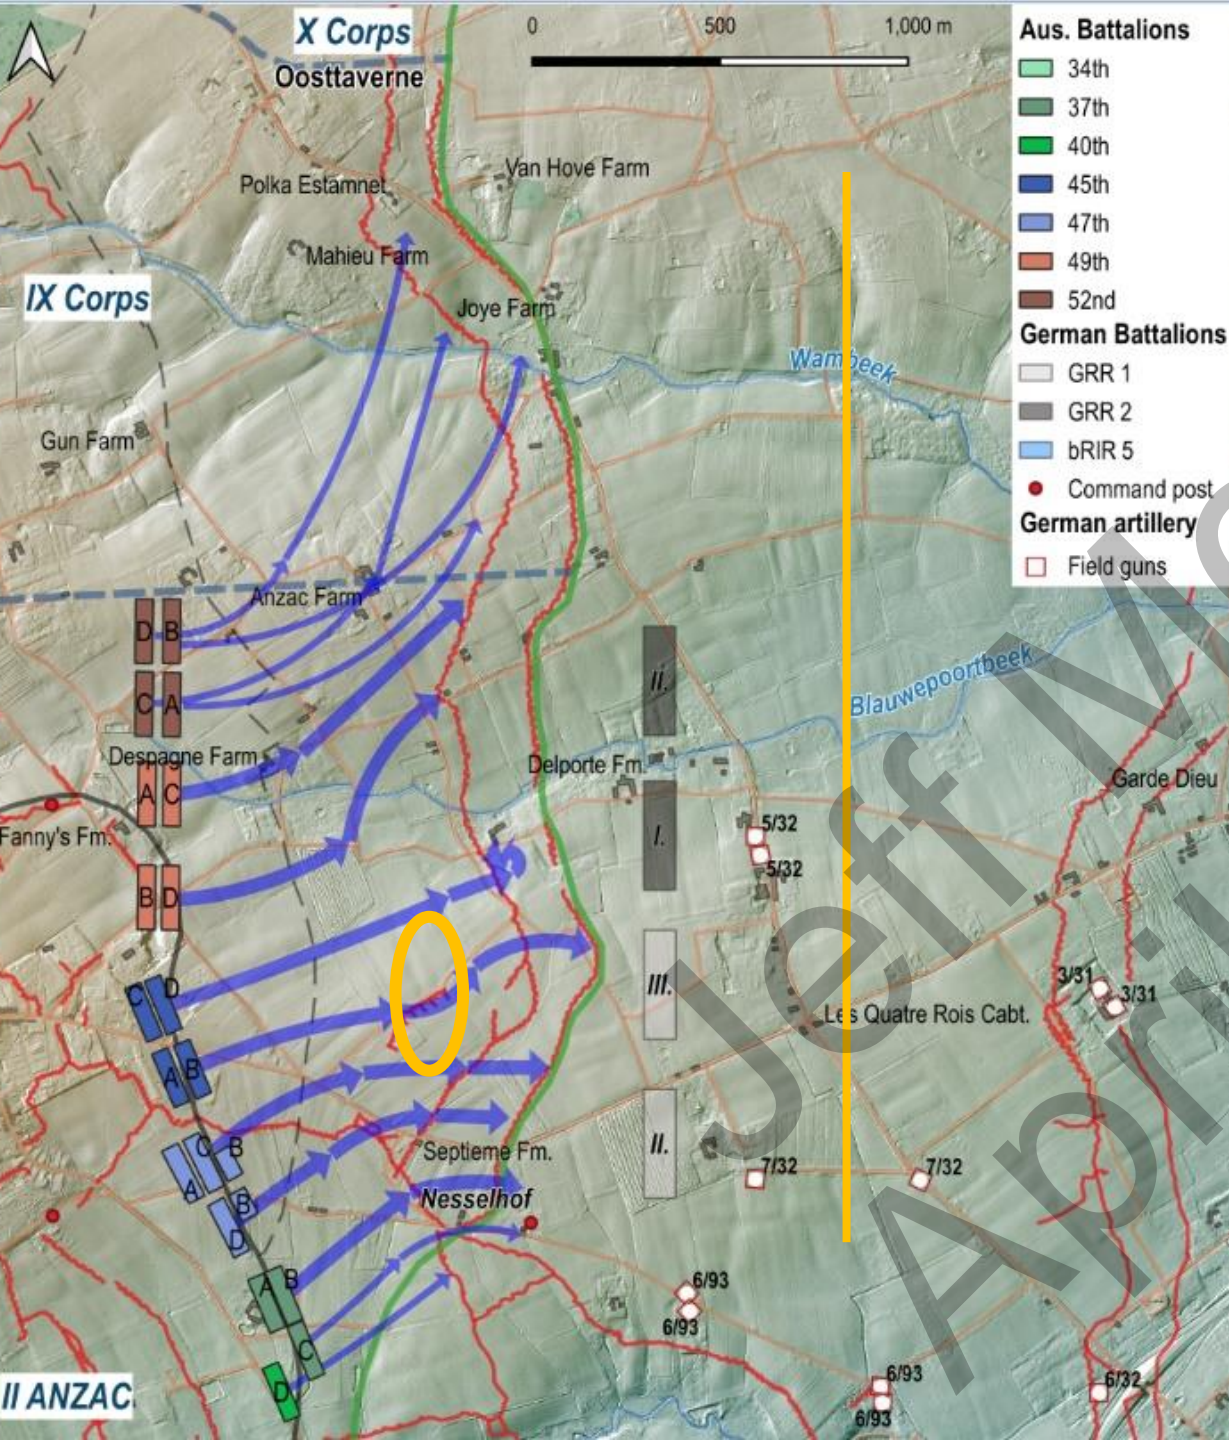 X Corps
Oosttaverne
0 500 1,000 m
Aus. Battalions
34th
37th
40th
45th
47th
49th
52nd
German Battalions
GRR 1
GRR 2
bRIR 5
Command post
German artillery
Field guns
Van Hove Farm
Polka Estamnet
Mahieu Farm
IX Corps
Joye Farm
Wambeek
Gun Farm
Anzac Farm
D B
C A
II.
Blauwepoortbeek
Despagne Farm
Delporte Fm.
Garde Dieu
A C
Fanny's Fm.
I.
5/32
5/32
B D
C D
III.
3/31
3/31
Les Quatre Rois Cabt.
A B
C B
A
II.
Septieme Fm.
7/32
7/32
Nesselhof
B
D
A B
6/93
6/93
C
D
6/93
6/93
6/32
II ANZAC
Jeff M
Apri